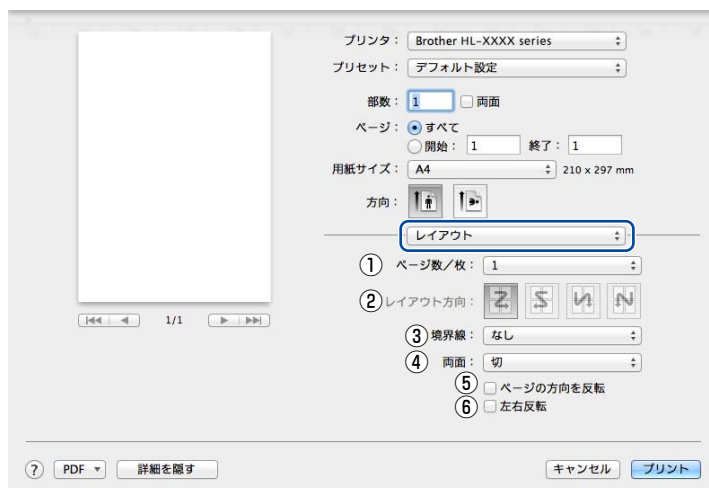 プリンタ： Brother HL-XXXX series
プリセット： デフォルト設定
部数： 1 両面
ページ： すべて
開始： 1 終了： 1
用紙サイズ： A4 210 x 297 mm
方向：
レイアウト
① ページ数／枚： 1
② レイアウト方向：
1/1
③ 境界線： なし
④ 両面： 切
⑤ ページの方向を反転
⑥ 左右反転
? PDF 詳細を隠す キャンセル プリント